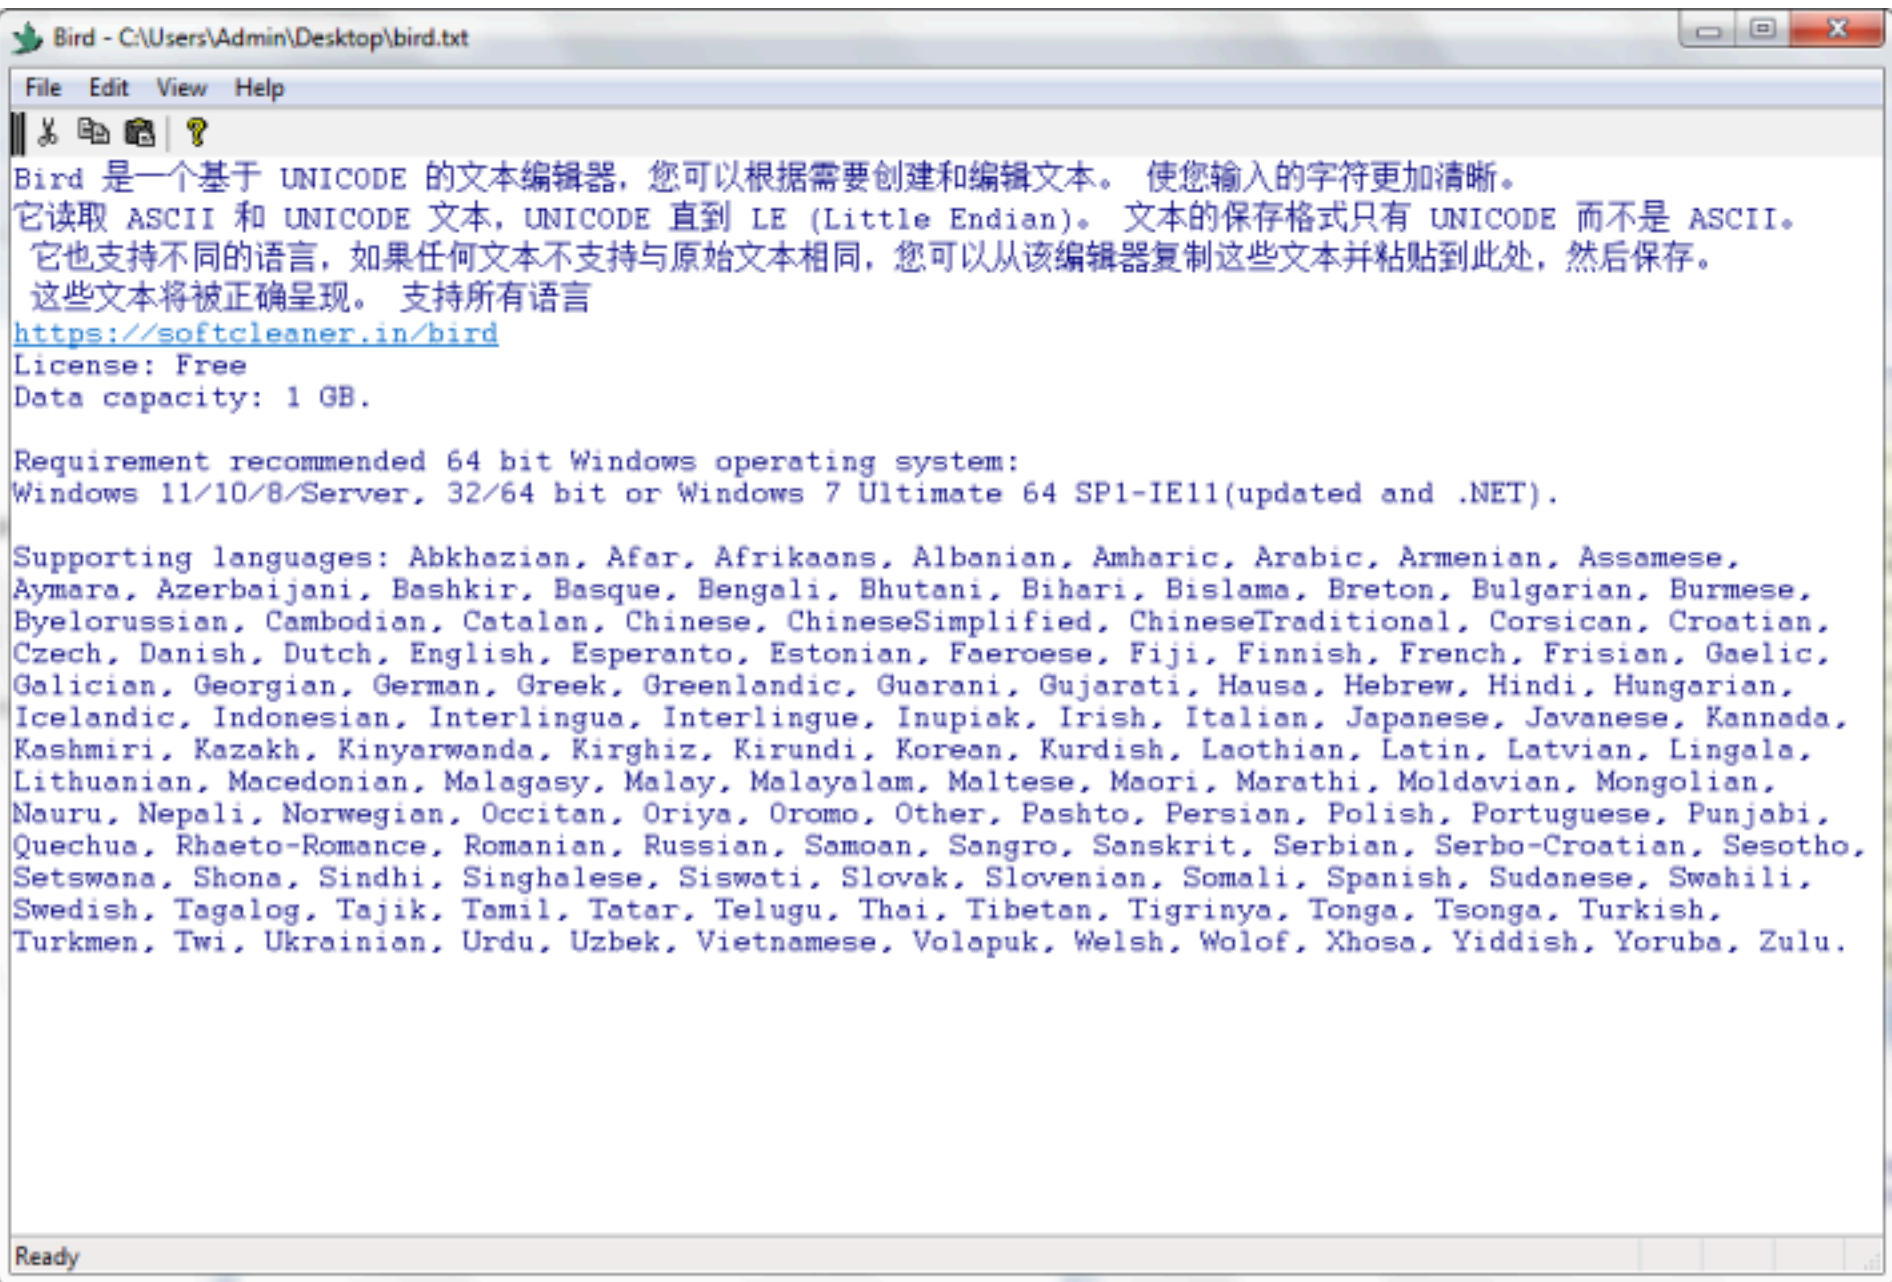 Bird - C:\Users\Admin\Desktop\bird.txt
File Edit View Help
Bird 是一个基于 UNICODE 的文本编辑器，您可以根据需要创建和编辑文本。 使您输入的字符更加清晰。
它读取 ASCII 和 UNICODE 文本，UNICODE 直到 LE (Little Endian)。 文本的保存格式只有 UNICODE 而不是 ASCII。
它也支持不同的语言，如果任何文本不支持与原始文本相同，您可以从该编辑器复制这些文本并粘贴到此处，然后保存。
这些文本将被正确呈现。 支持所有语言
https://softcleaner.in/bird
License: Free
Data capacity: 1 GB.
Requirement recommended 64 bit Windows operating system:
Windows 11/10/8/Server, 32/64 bit or Windows 7 Ultimate 64 SP1-IE11(updated and .NET).
Supporting languages: Abkhazian, Afar, Afrikaans, Albanian, Amharic, Arabic, Armenian, Assamese,
Aymara, Azerbaijani, Bashkir, Basque, Bengali, Bhutani, Bihari, Bislama, Breton, Bulgarian, Burmese,
Byelorussian, Cambodian, Catalan, Chinese, ChineseSimplified, ChineseTraditional, Corsican, Croatian,
Czech, Danish, Dutch, English, Esperanto, Estonian, Faeroese, Fiji, Finnish, French, Frisian, Gaelic,
Galician, Georgian, German, Greek, Greenlandic, Guarani, Gujarati, Hausa, Hebrew, Hindi, Hungarian,
Icelandic, Indonesian, Interlingua, Interlingue, Inupiak, Irish, Italian, Japanese, Javanese, Kannada,
Kashmiri, Kazakh, Kinyarwanda, Kirghiz, Kirundi, Korean, Kurdish, Laothian, Latin, Latvian, Lingala,
Lithuanian, Macedonian, Malagasy, Malay, Malayalam, Maltese, Maori, Marathi, Moldavian, Mongolian,
Nauru, Nepali, Norwegian, Occitan, Oriya, Oromo, Other, Pashto, Persian, Polish, Portuguese, Punjabi,
Quechua, Rhaeto-Romance, Romanian, Russian, Samoan, Sangro, Sanskrit, Serbian, Serbo-Croatian, Sesotho,
Setswana, Shona, Sindhi, Singhalese, Siswati, Slovak, Slovenian, Somali, Spanish, Sudanese, Swahili,
Swedish, Tagalog, Tajik, Tamil, Tatar, Telugu, Thai, Tibetan, Tigrinya, Tonga, Tsonga, Turkish,
Turkmen, Twi, Ukrainian, Urdu, Uzbek, Vietnamese, Volapuk, Welsh, Wolof, Xhosa, Yiddish, Yoruba, Zulu.
Ready